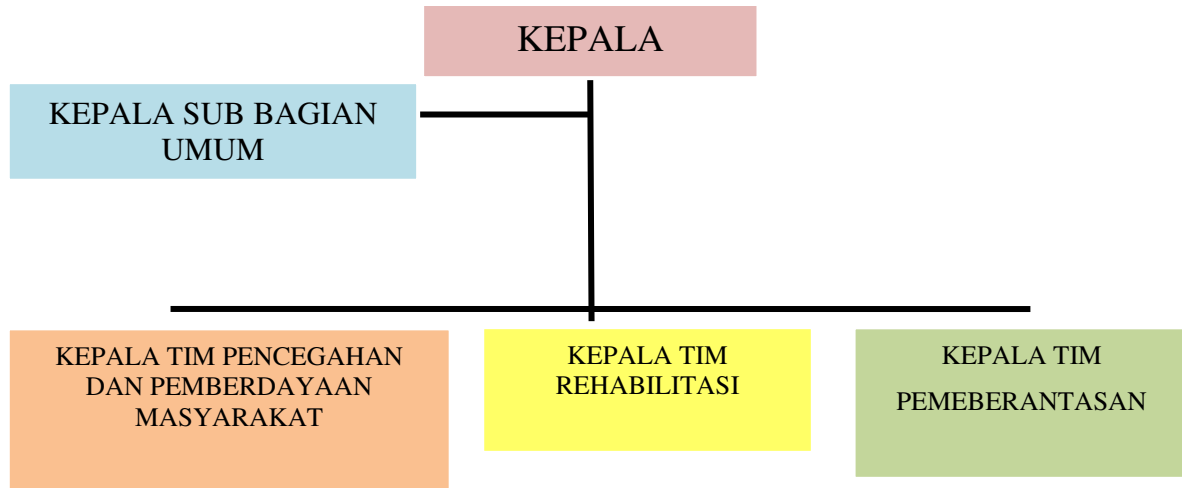 KEPALA
KEPALA SUB BAGIAN
UMUM
KEPALA TIM PENCEGAHAN
DAN PEMBERDAYAAN
MASYARAKAT
KEPALA TIM
REHABILITASI
KEPALA TIM
PEMEBERANTASAN